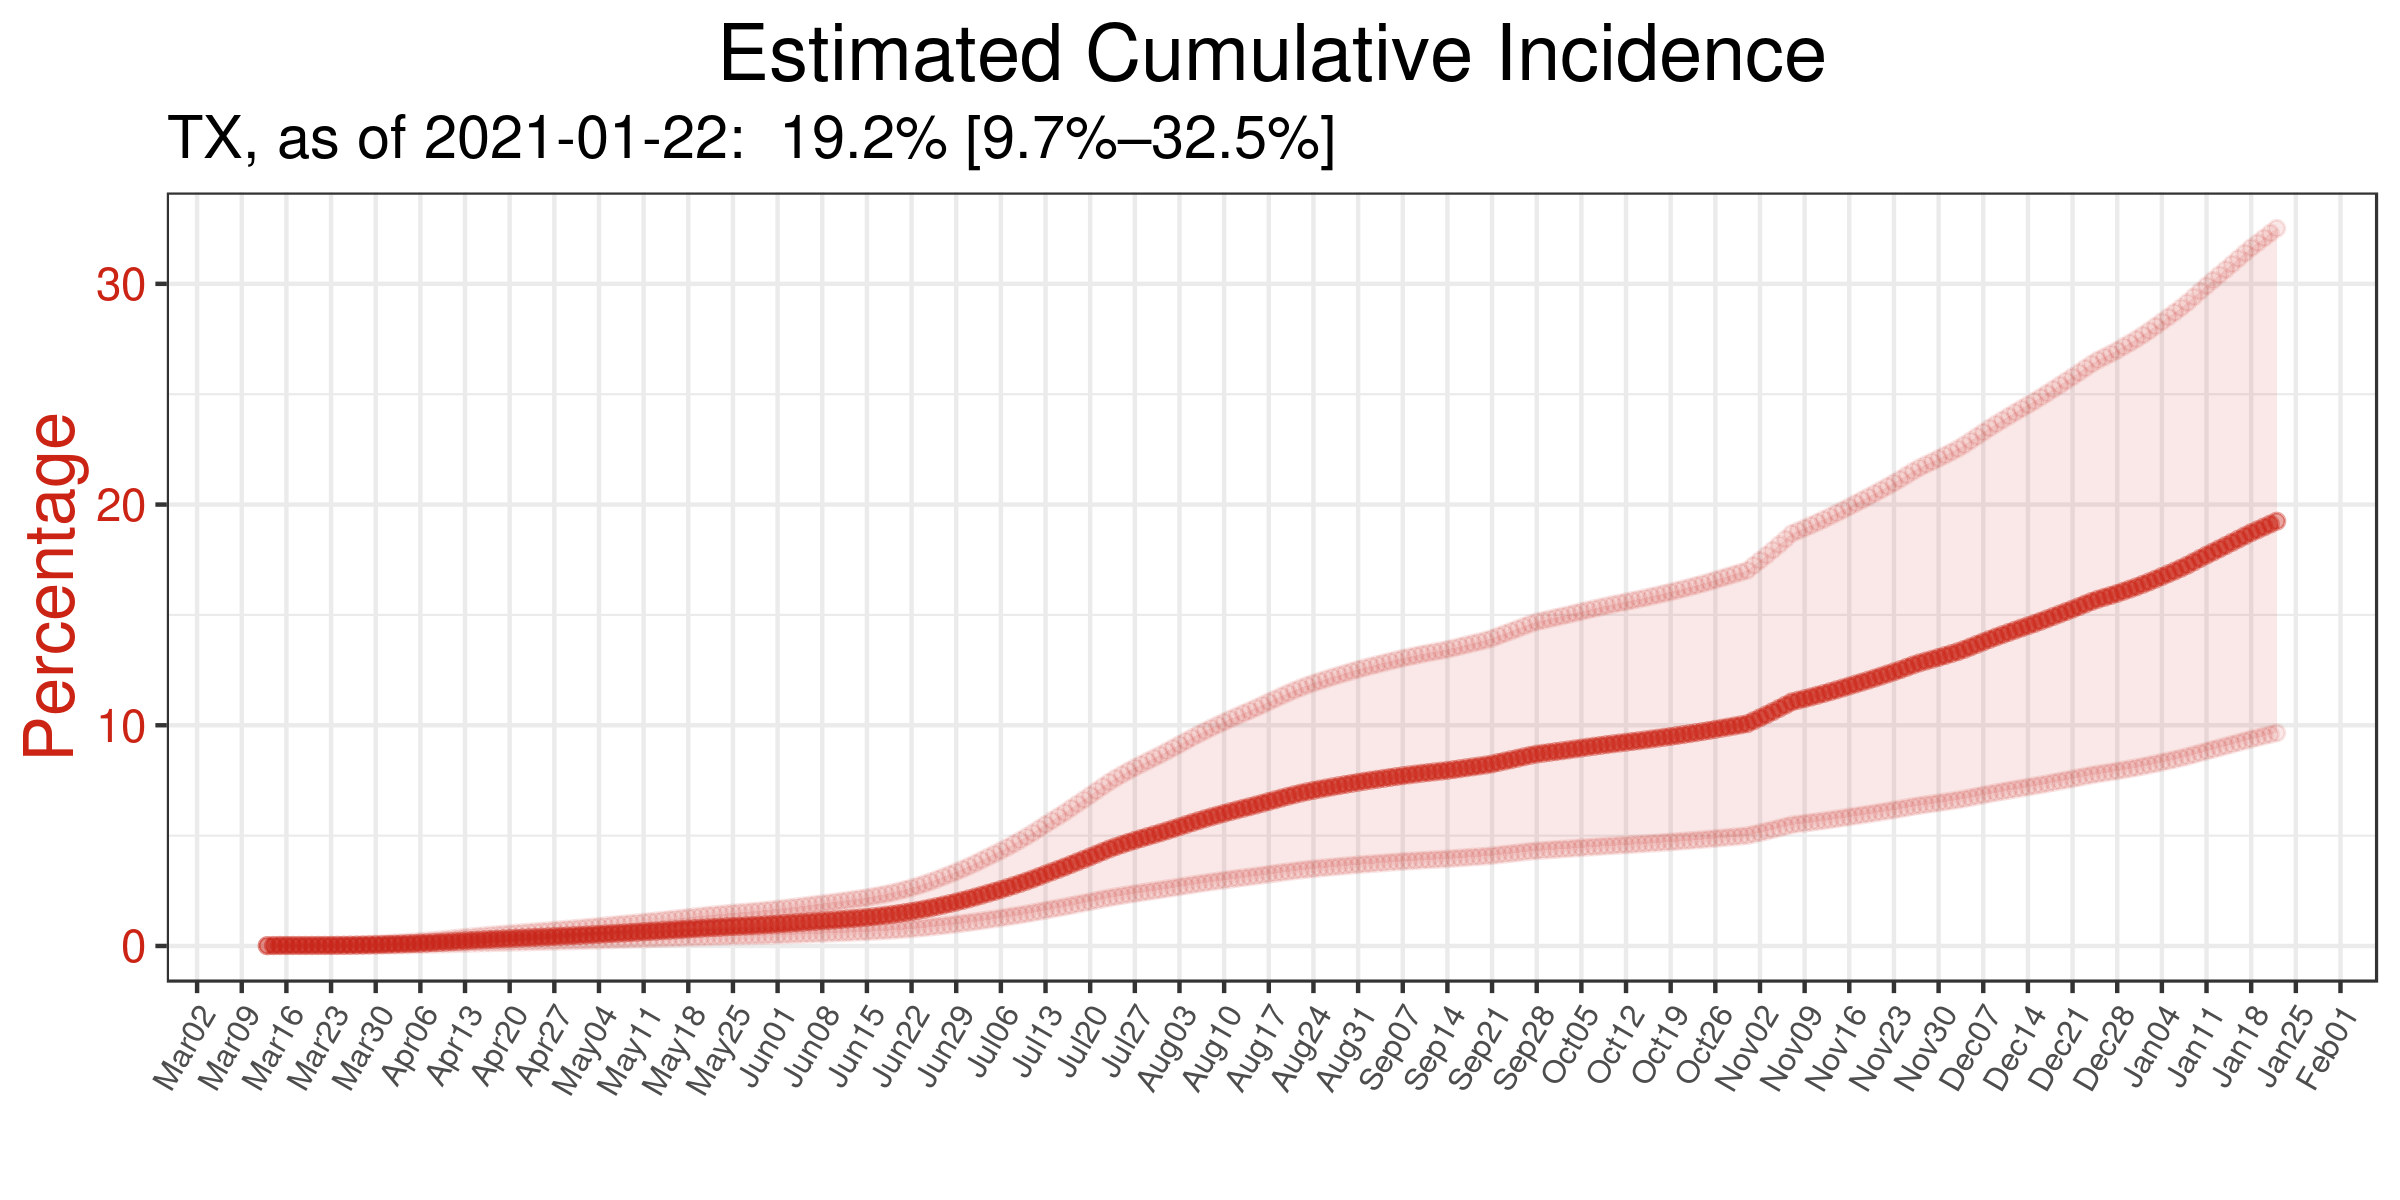 Estimated Cumulative Incidence
TX, as of 2021-01-22:  19.2% [9.7%–32.5%]
Percentage
30
20
10
0
Mar02
Mar09
Mar16
Mar23
Mar30
Apr06
Apr13
Apr20
Apr27
May04
May11
May18
May25
Jun01
Jun08
Jun15
Jun22
Jun29
Jul06
Jul13
Jul20
Jul27
Aug03
Aug10
Aug17
Aug24
Aug31
Sep07
Sep14
Sep21
Sep28
Oct05
Oct12
Oct19
Oct26
Nov02
Nov09
Nov16
Nov23
Nov30
Dec07
Dec14
Dec21
Dec28
Jan04
Jan11
Jan18
Jan25
Feb01